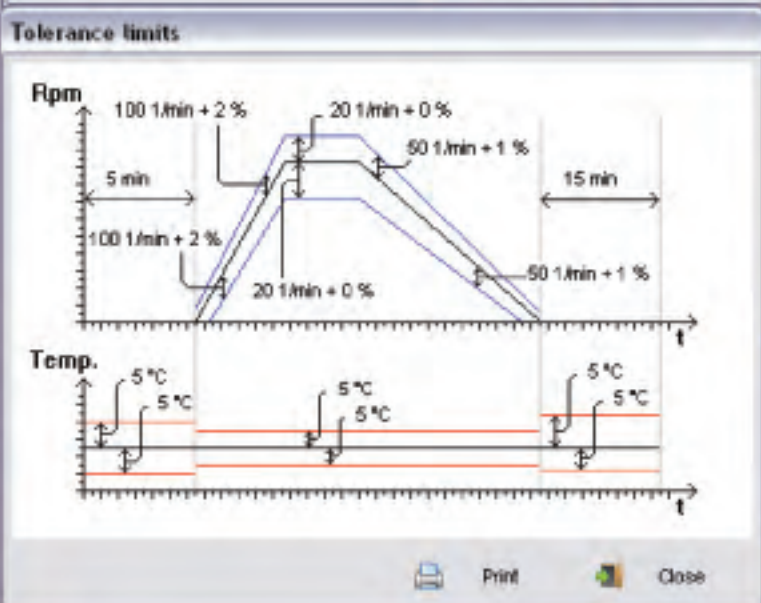 Tolerance limits
Rpm
100 1/min + 2 %
20 1/min + 0 %
50 1/min + 1 %
5 min
15 min
100 1/min + 2 %
20 1/min + 0 %
50 1/min + 1 %
t
Temp.
5 °C
5 °C
5 °C
5 °C
5 °C
5 °C
t
Print
Close